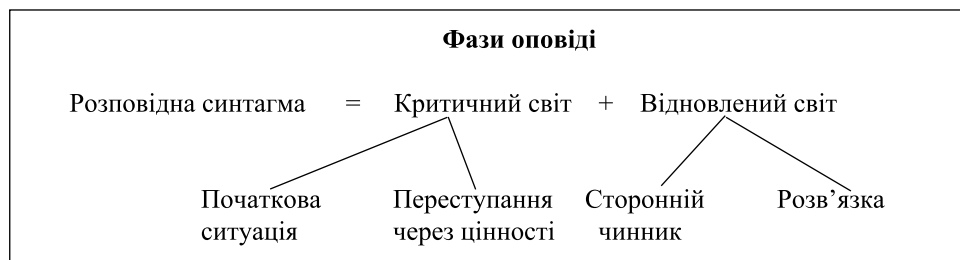 Фази оповіді
Розповідна синтагма = Критичний світ + Відновлений світ
Початкова Переступання Сторонній Розв’язка
ситуація через цінності чинник